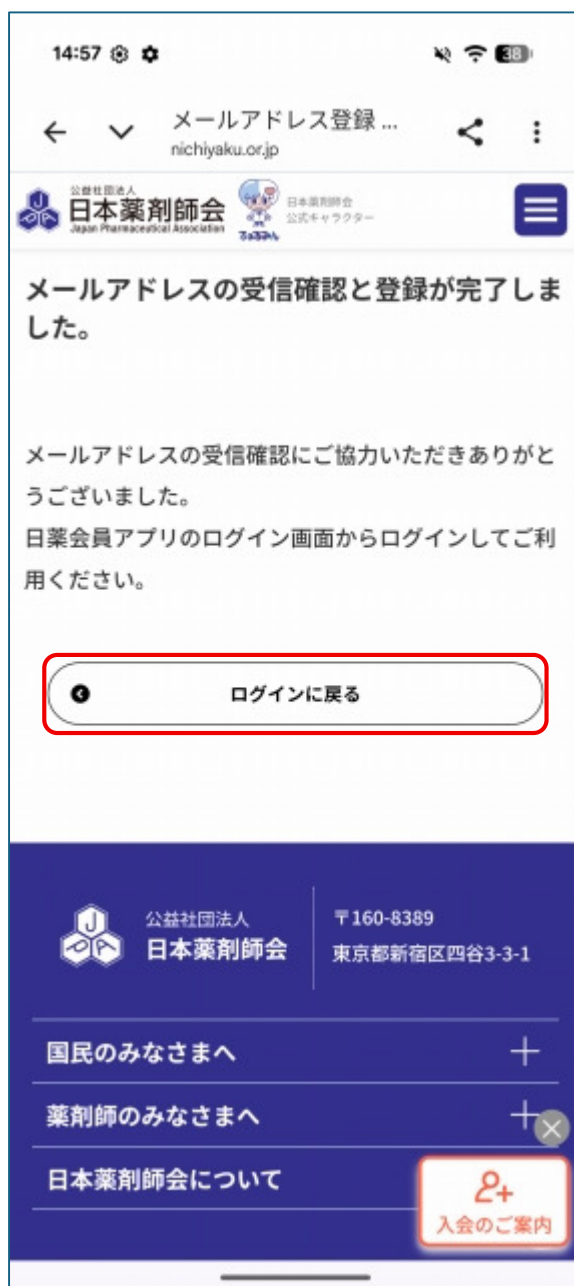 14:57
38
メールアドレス登録 ...
nichiyaku.or.jp
公益社団法人
日本薬剤師会
Japan Pharmaceutical Association
日本薬剤師会
公式キャラクター
メールアドレスの受信確認と登録が完了しま
した。
メールアドレスの受信確認にご協力いただきありがと
うございました。
日薬会員アプリのログイン画面からログインしてご利
用ください。
ログインに戻る
JPA
公益社団法人
日本薬剤師会
〒160-8389
東京都新宿区四谷3-3-1
国民のみなさまへ
薬剤師のみなさまへ
日本薬剤師会について
入会のご案内